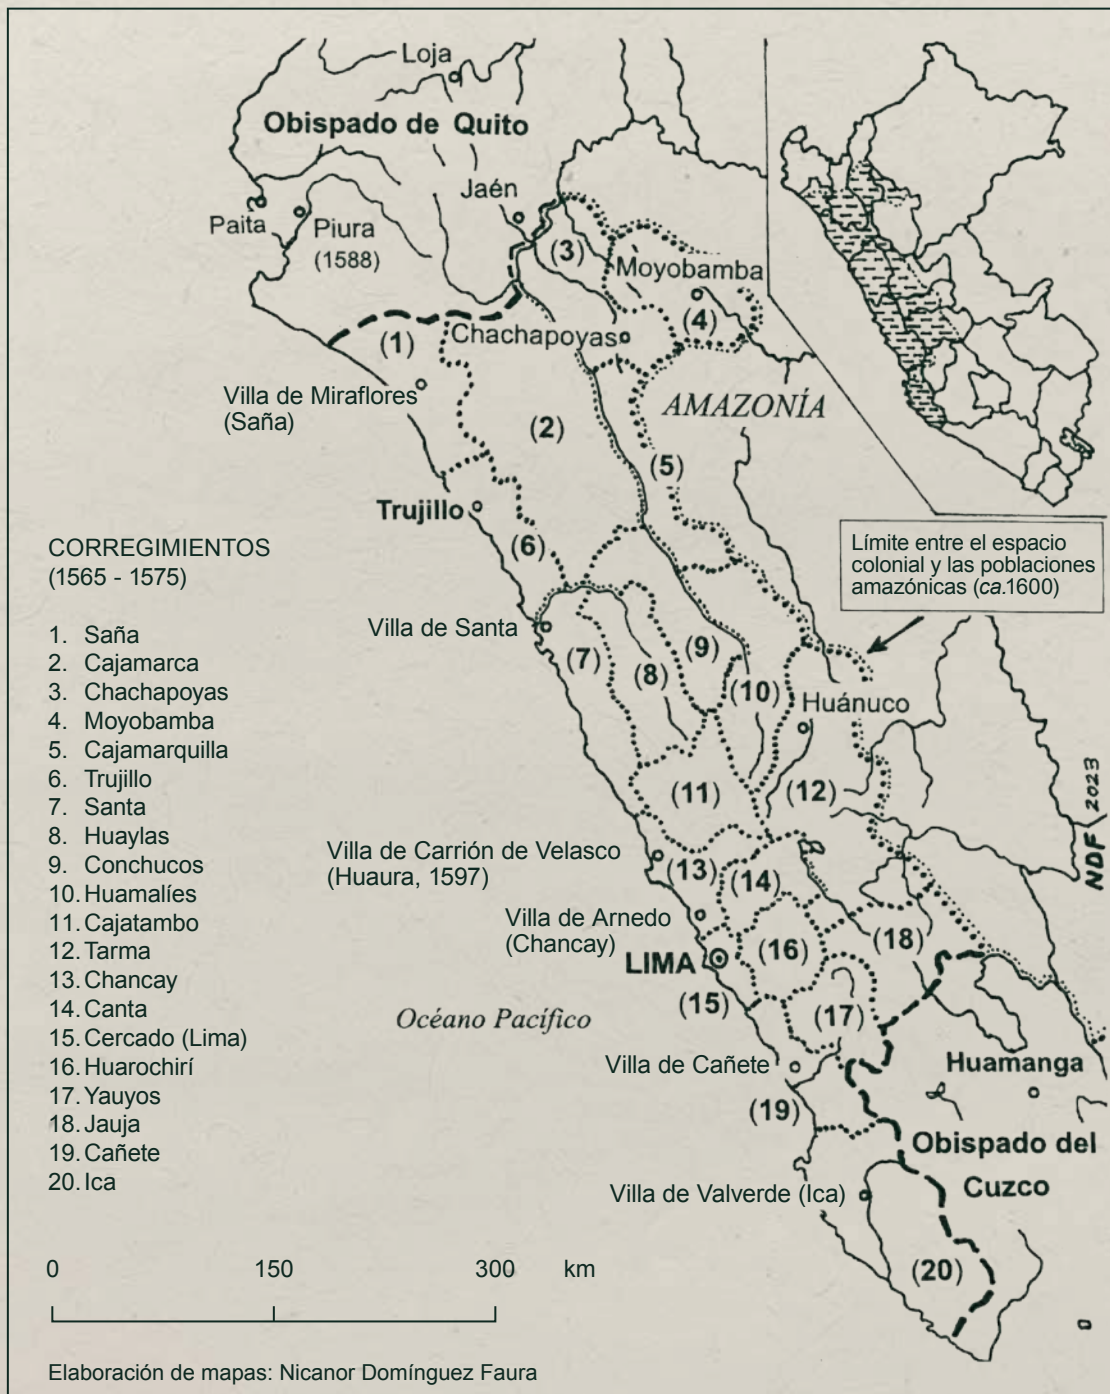 Loja
Obispado de Quito
Jaén
Paita
Piura
(1588)
(3)
Moyobamba
(4)
(1)
Chachapoyas
Villa de Miraflores
(Saña)
AMAZONÍA
(2)
(5)
Trujillo
(6)
CORREGIMIENTOS
(1565 - 1575)
1. Saña
2. Cajamarca
3. Chachapoyas
4. Moyobamba
5. Cajamarquilla
6. Trujillo
7. Santa
8. Huaylas
9. Conchucos
10. Huamalíes
11. Cajatambo
12. Tarma
13. Chancay
14. Canta
15. Cercado (Lima)
16. Huarochirí
17. Yauyos
18. Jauja
19. Cañete
20. Ica
Límite entre el espacio
colonial y las poblaciones
amazónicas (ca.1600)
Villa de Santa
(7)
(8)
(9)
(10)
Huánuco
(11)
(12)
NDF 2023
Villa de Carrión de Velasco
(Huaura, 1597)
(13)
(14)
Villa de Arnedo
(Chancay)
LIMA
(16)
(18)
(15)
Océano Pacífico
(17)
Villa de Cañete
Huamanga
(19)
Obispado del
Cuzco
Villa de Valverde (Ica)
(20)
0 150 300 km
Elaboración de mapas: Nicanor Domínguez Faura